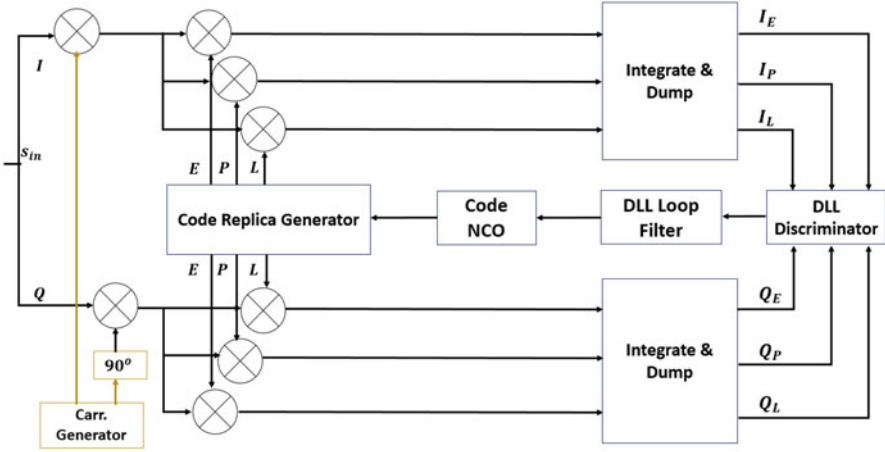 I
Integrate &
Dump
I_E
I_P
I_L
s_in
E P L
Code Replica Generator
Code
NCO
DLL Loop
Filter
DLL
Discriminator
E P L
Q
90°
Carr.
Generator
Integrate &
Dump
Q_E
Q_P
Q_L